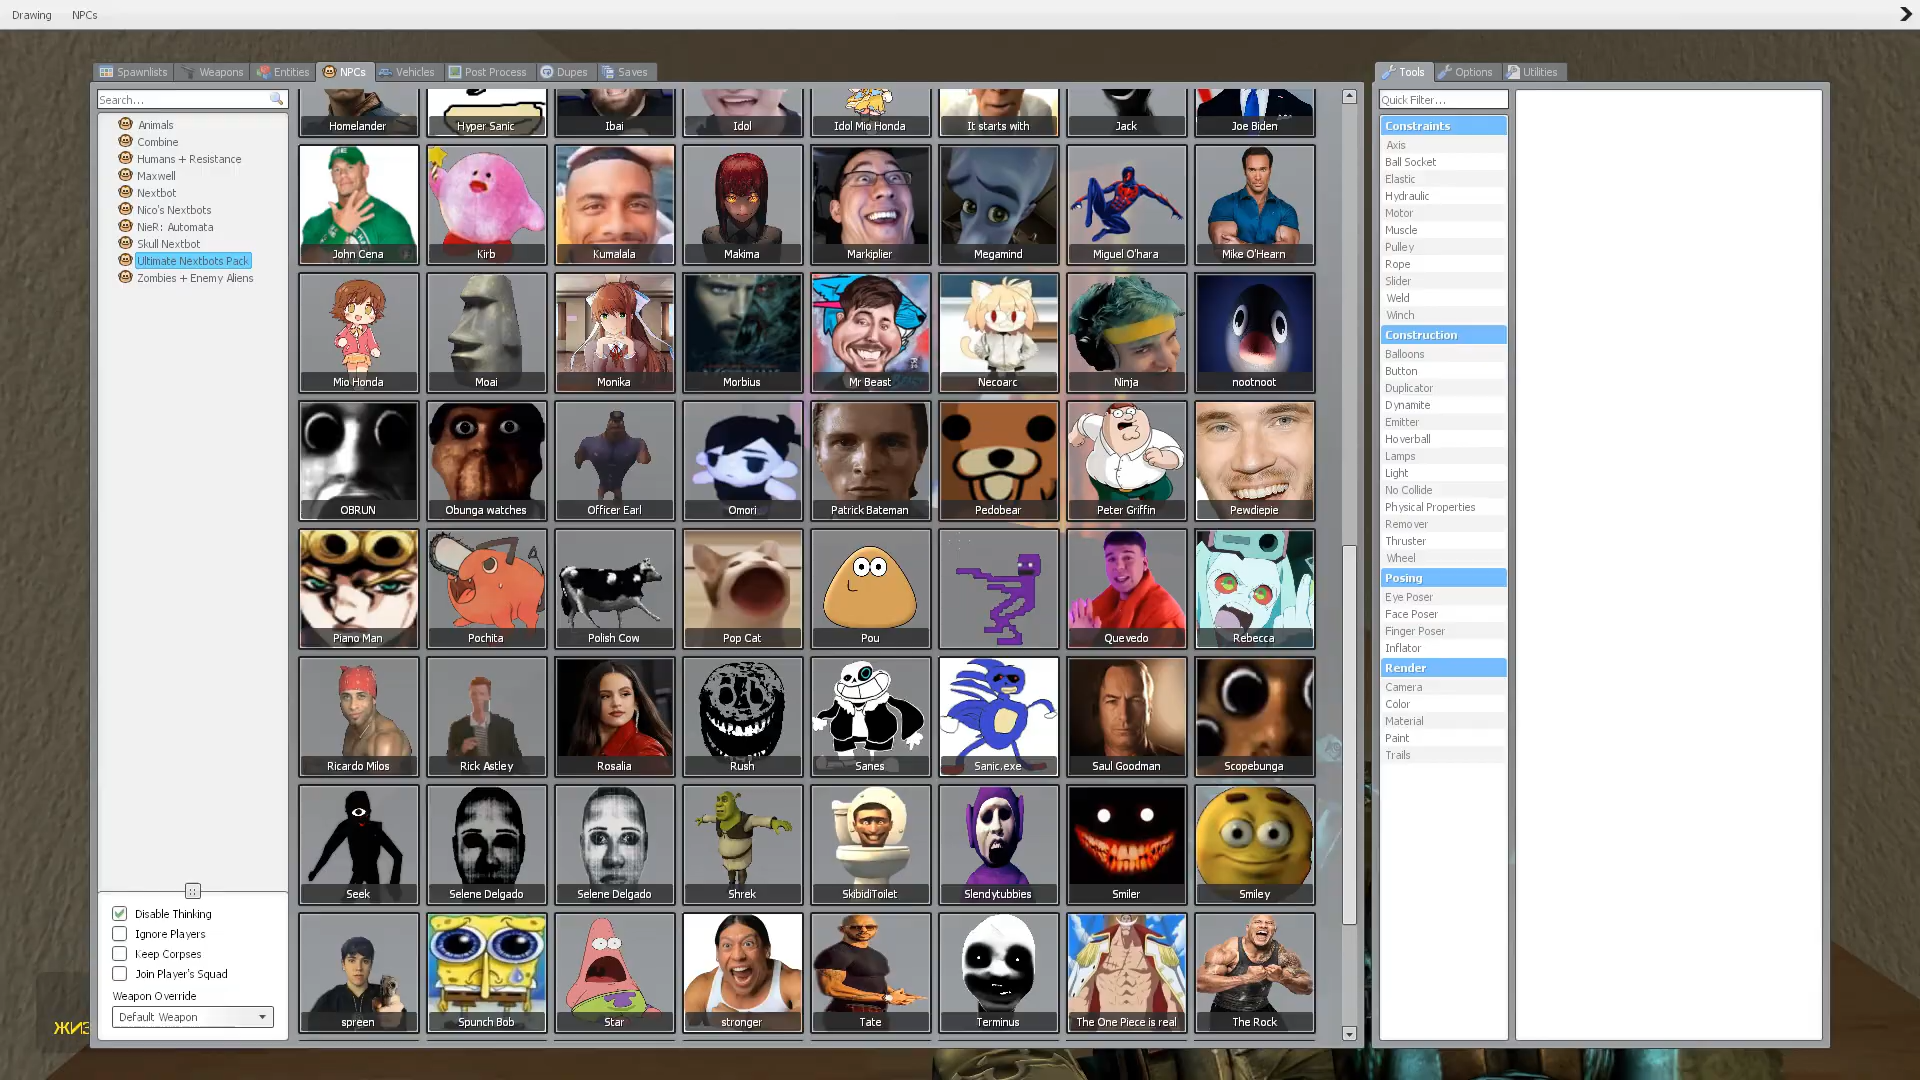 Drawing NPCs
Spawnlists Weapons Entities NPCs Vehicles Post Process Dupes Saves
Search...
Animals
Combine
Humans + Resistance
Maxwell
Nextbot
Nico's Nextbots
NieR: Automata
Skull Nextbot
Ultimate Nextbots Pack
Zombies + Enemy Aliens
Disable Thinking
Ignore Players
Keep Corpses
Join Player's Squad
Weapon Override
Default Weapon
ЖИЗ
Homelander Hyper Sanic Ibai Idol Idol Mio Honda It starts with Jack Joe Biden
John Cena Kirb Kumalala Makima Markiplier Megamind Miguel O'hara Mike O'Hearn
Mio Honda Moai Monika Morbius Mr Beast Necoarc Ninja nootnoot
OBRUN Obunga watches Officer Earl Omori Patrick Bateman Pedobear Peter Griffin Pewdiepie
Piano Man Pochita Polish Cow Pop Cat Pou Quevedo Rebecca
Ricardo Milos Rick Astley Rosalia Rush Sanes Sanic.exe Saul Goodman Scopebunga
Seek Selene Delgado Selene Delgado Shrek SkibidiToilet Slendytubbies Smiler Smiley
spreen Spunch Bob Star stronger Tate Terminus The One Piece is real The Rock
Tools Options Utilities
Quick Filter...
Constraints
Axis
Ball Socket
Elastic
Hydraulic
Motor
Muscle
Pulley
Rope
Slider
Weld
Winch
Construction
Balloons
Button
Duplicator
Dynamite
Emitter
Hoverball
Lamps
Light
No Collide
Physical Properties
Remover
Thruster
Wheel
Posing
Eye Poser
Face Poser
Finger Poser
Inflator
Render
Camera
Color
Material
Paint
Trails